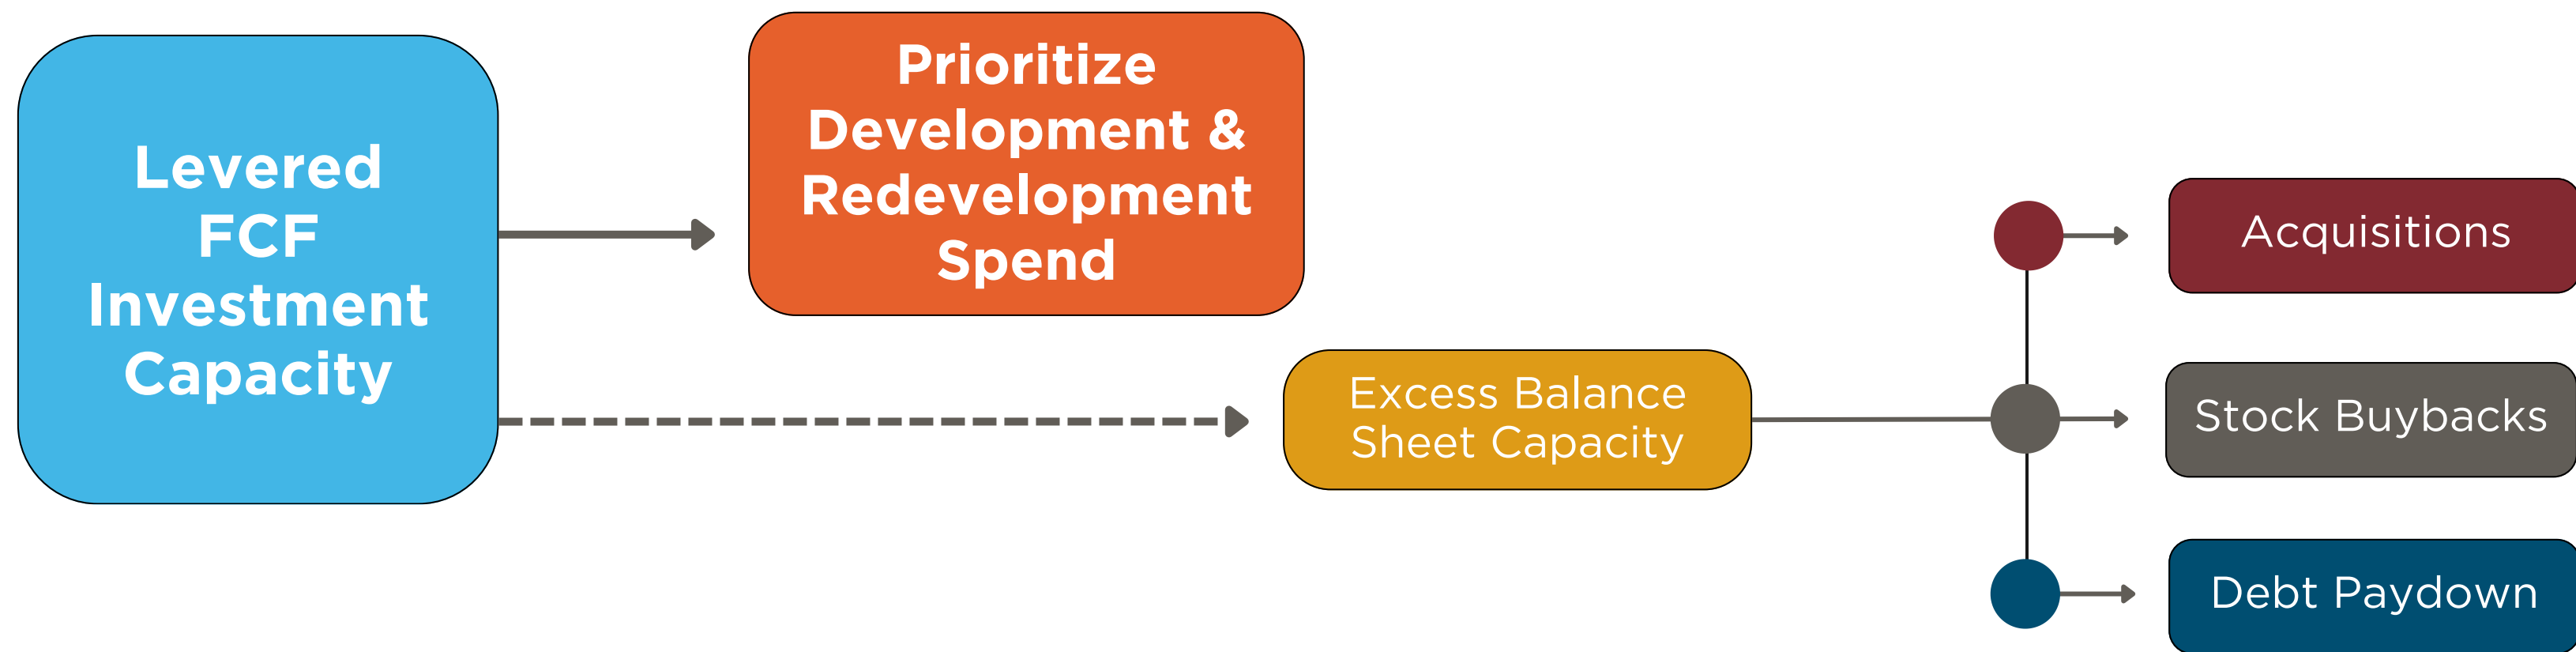 Levered
FCF
Investment
Capacity
Prioritize
Development &
Redevelopment
Spend
Excess Balance
Sheet Capacity
Acquisitions
Stock Buybacks
Debt Paydown